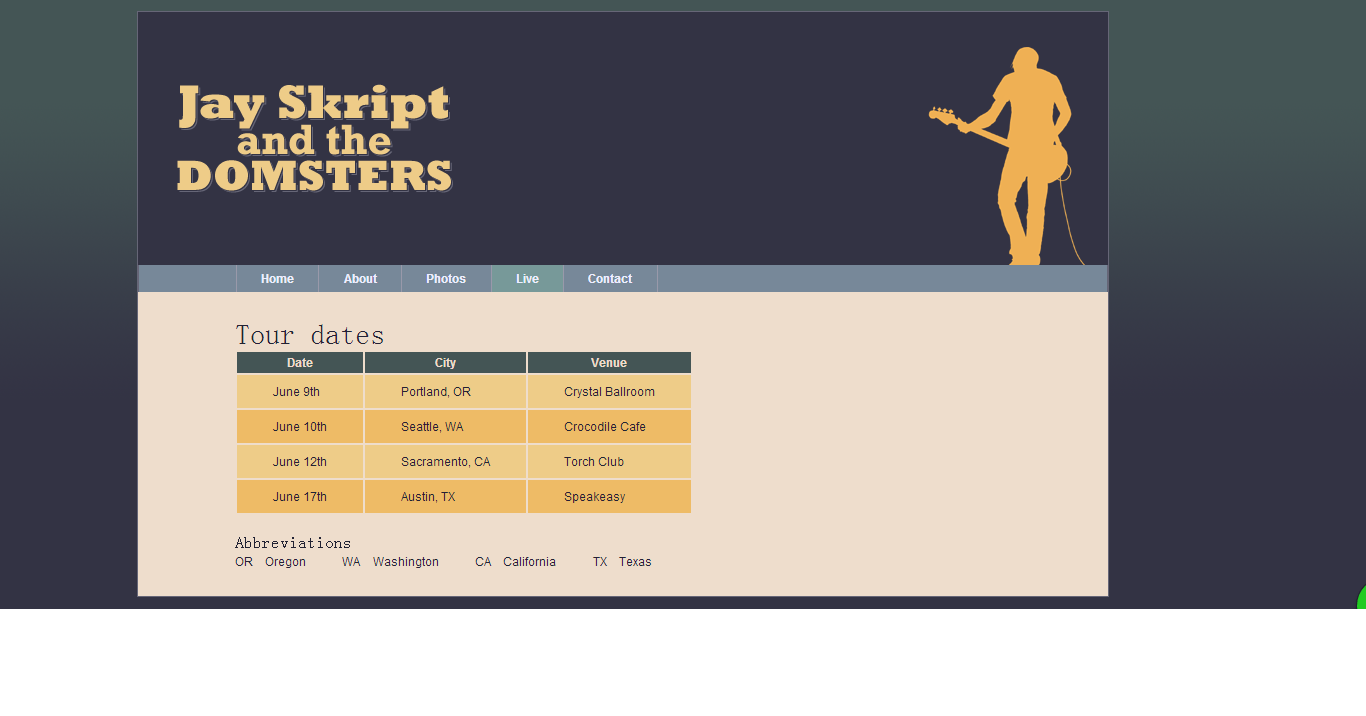 Jay Skript
and the
DOMSTERS
Home About Photos Live Contact
Tour dates
Date City Venue
June 9th Portland, OR Crystal Ballroom
June 10th Seattle, WA Crocodile Cafe
June 12th Sacramento, CA Torch Club
June 17th Austin, TX Speakeasy
Abbreviations
OR Oregon WA Washington CA California TX Texas